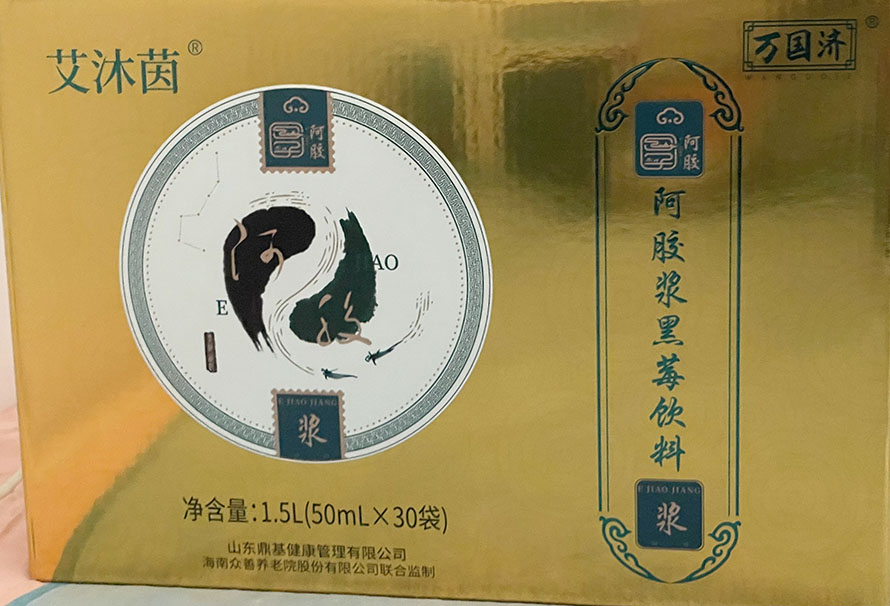 艾沐茵®
万国济®
WANGUOJI
阿胶
阿胶
E JIAO
阿胶浆黑莓饮料
E JIAO JIANG
浆
E JIAO JIANG
浆
净含量:1.5L(50mL×30袋)
山东鼎基健康管理有限公司
海南众善养老院股份有限公司联合监制